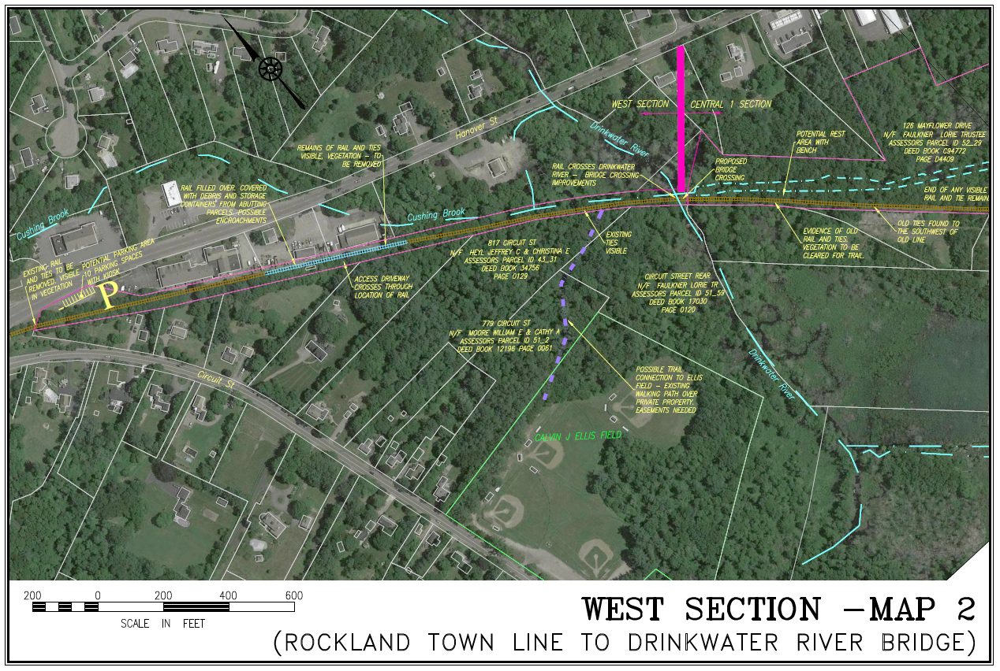 WEST SECTION
CENTRAL 1 SECTION
Hanover St
Drinkwater River
REMAINS OF RAIL AND TIES
VISIBLE, VEGETATION – TO
BE REMOVED
POTENTIAL REST
AREA WITH
BENCH
126 MAYFLOWER DRIVE
N/F FAULKNER LORIE TRUSTEE
ASSESSORS PARCEL ID 52_29
DEED BOOK C94772
PAGE D4409
RAIL CROSSES DRINKWATER
RIVER – BRIDGE CROSSING
IMPROVEMENTS
PROPOSED
BRIDGE
CROSSING
END OF ANY VISIBLE
RAIL AND TIE REMAIN
RAIL FILLED OVER, COVERED
WITH DEBRIS AND STORAGE
CONTAINERS FROM ABUTTING
PARCELS. POSSIBLE
ENCROACHMENTS
Cushing Brook
Cushing Brook
EXISTING RAIL
AND TIES TO BE
REMOVED, VISIBLE
IN VEGETATION
POTENTIAL PARKING AREA
10 PARKING SPACES
WITH KIOSK
P
EXISTING
TIES
VISIBLE
EVIDENCE OF OLD
RAIL AND TIES.
VEGETATION TO BE
CLEARED FOR TRAIL.
OLD TIES FOUND TO
THE SOUTHWEST OF
OLD LINE
817 CIRCUIT ST
N/F HEYL JEFFREY C & CHRISTINA E
ASSESSORS PARCEL ID 43_31
DEED BOOK 34756
PAGE 0129
ACCESS DRIVEWAY
CROSSES THROUGH
LOCATION OF RAIL
CIRCUIT STREET REAR
N/F FAULKNER LORIE TR
ASSESSORS PARCEL ID 51_59
DEED BOOK 17030
PAGE 0120
779 CIRCUIT ST
N/F MOORE WILLIAM E & CATHY A
ASSESSORS PARCEL ID 51_2
DEED BOOK 12196 PAGE 0061
Drinkwater River
Circuit St
POSSIBLE TRAIL
CONNECTION TO ELLIS
FIELD – EXISTING
WALKING PATH OVER
PRIVATE PROPERTY.
EASEMENTS NEEDED
CALVIN J ELLIS FIELD
200 0 200 400 600
SCALE IN FEET
WEST SECTION –MAP 2
(ROCKLAND TOWN LINE TO DRINKWATER RIVER BRIDGE)